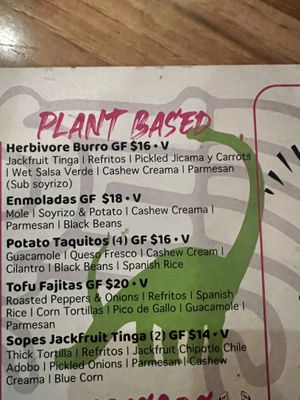 PLANT BASED
Herbivore Burro GF $16 • V
Jackfruit Tinga | Refritos | Pickled Jicama y Carrots
| Wet Salsa Verde | Cashew Creama | Parmesan
(Sub soyrizo)
Enmoladas GF $18 • V
Mole | Soyrizo & Potato | Cashew Creama |
Parmesan | Black Beans
Potato Taquitos (4) GF $16 • V
Guacamole | Queso Fresco | Cashew Cream |
Cilantro | Black Beans | Spanish Rice
Tofu Fajitas GF $20 • V
Roasted Peppers & Onions | Refritos | Spanish
Rice | Corn Tortillas | Pico de Gallo | Guacamole |
Parmesan
Sopes Jackfruit Tinga (2) GF $14 • V
Thick Tortilla | Refritos | Jackfruit Chipotle Chile
Adobo | Pickled Onions | Parmesan | Cashew
Creama | Blue Corn